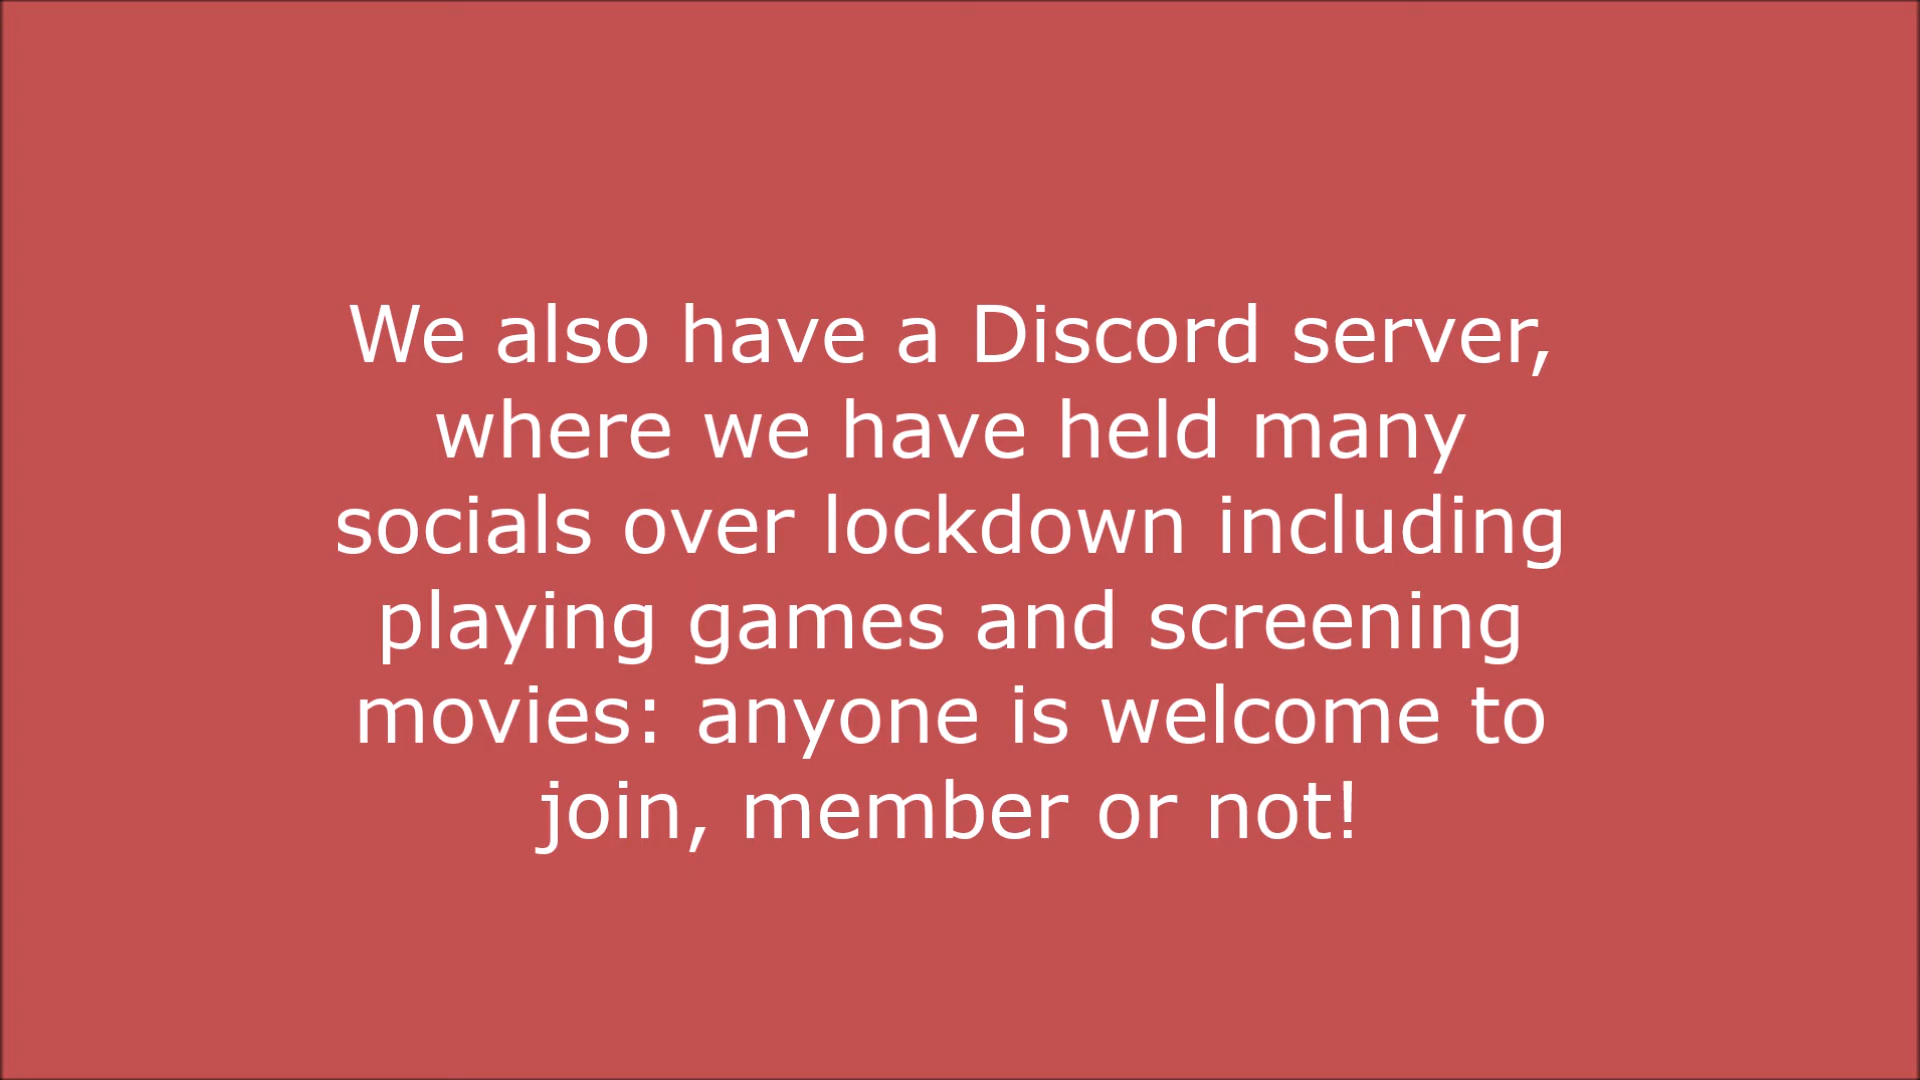 We also have a Discord server,
where we have held many
socials over lockdown including
playing games and screening
movies: anyone is welcome to
join, member or not!